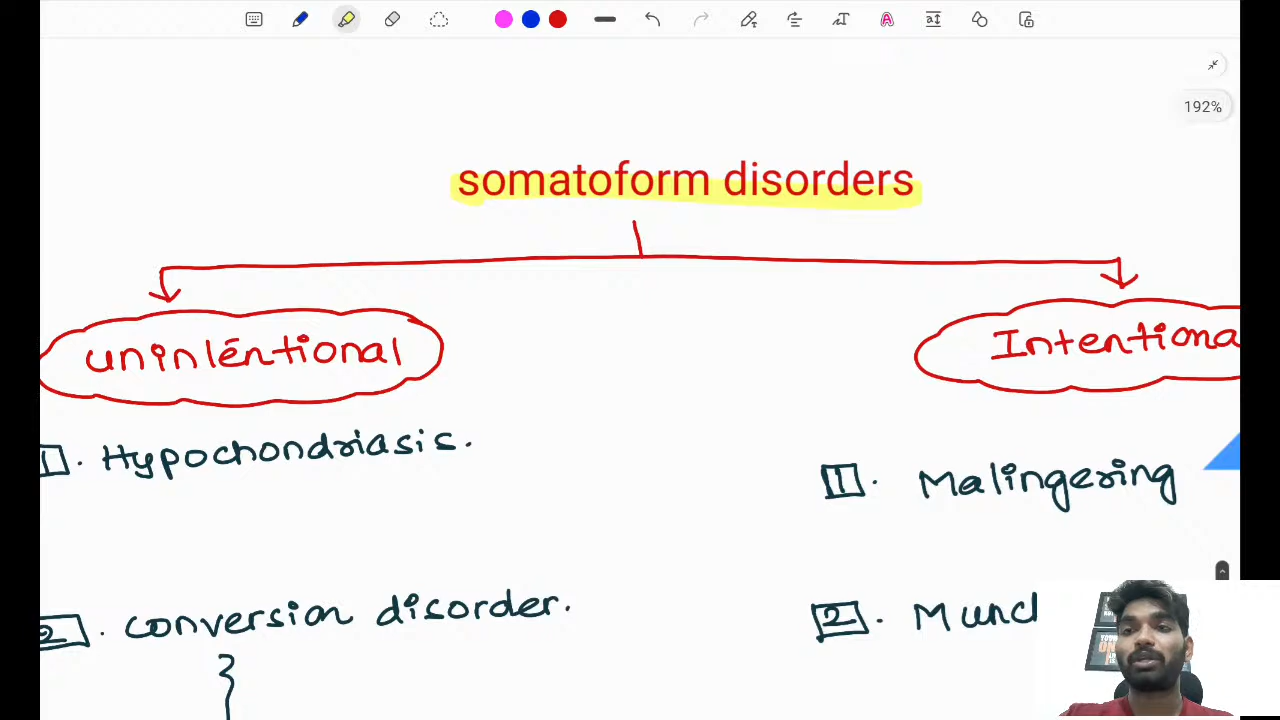 192%
somatoform disorders
unintentional
Intentiona
1. Hypochondriasis.
1. Malingering
2. conversion disorder.
2. Munc